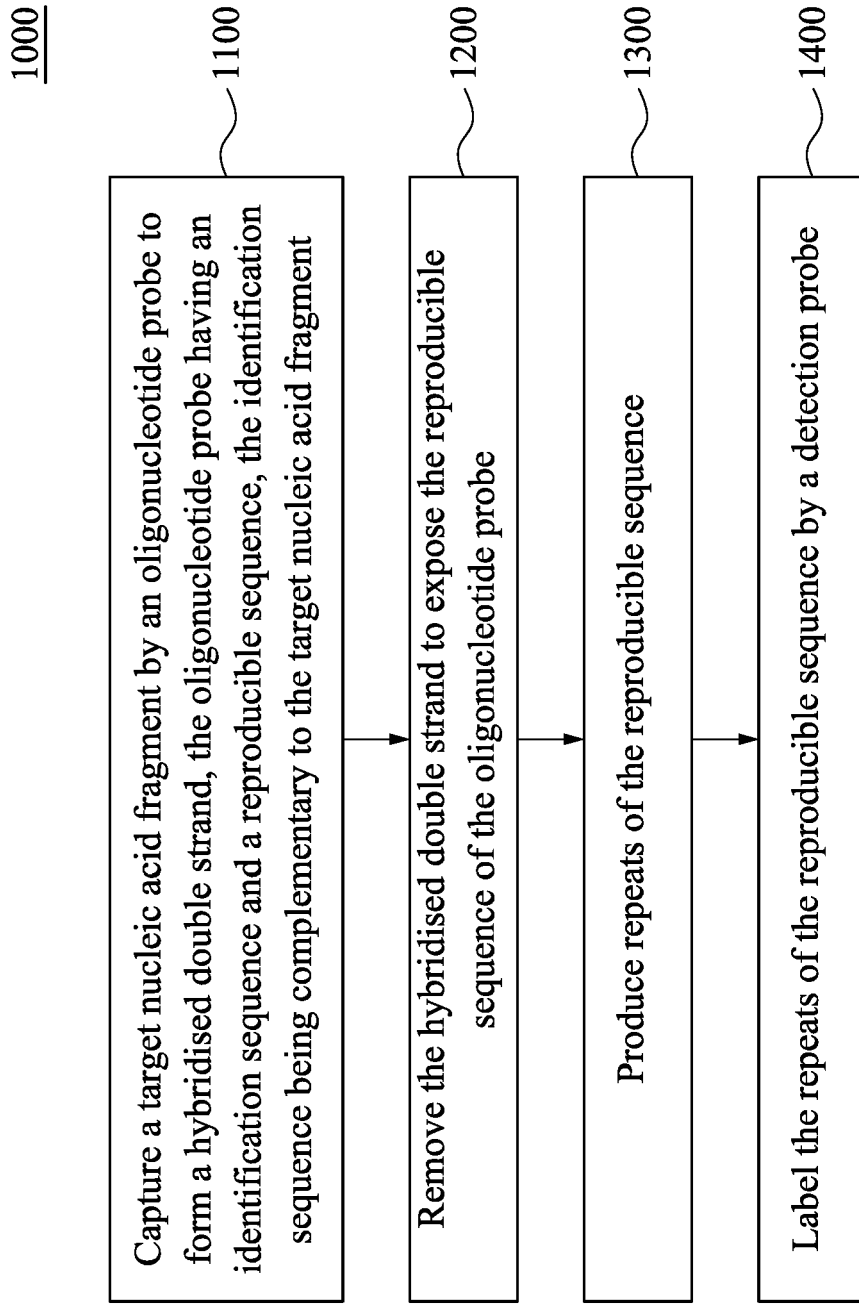 1000
Capture a target nucleic acid fragment by an oligonucleotide probe to
form a hybridised double strand, the oligonucleotide probe having an
identification sequence and a reproducible sequence, the identification
sequence being complementary to the target nucleic acid fragment
1100
Remove the hybridised double strand to expose the reproducible
sequence of the oligonucleotide probe
1200
Produce repeats of the reproducible sequence
1300
Label the repeats of the reproducible sequence by a detection probe
1400